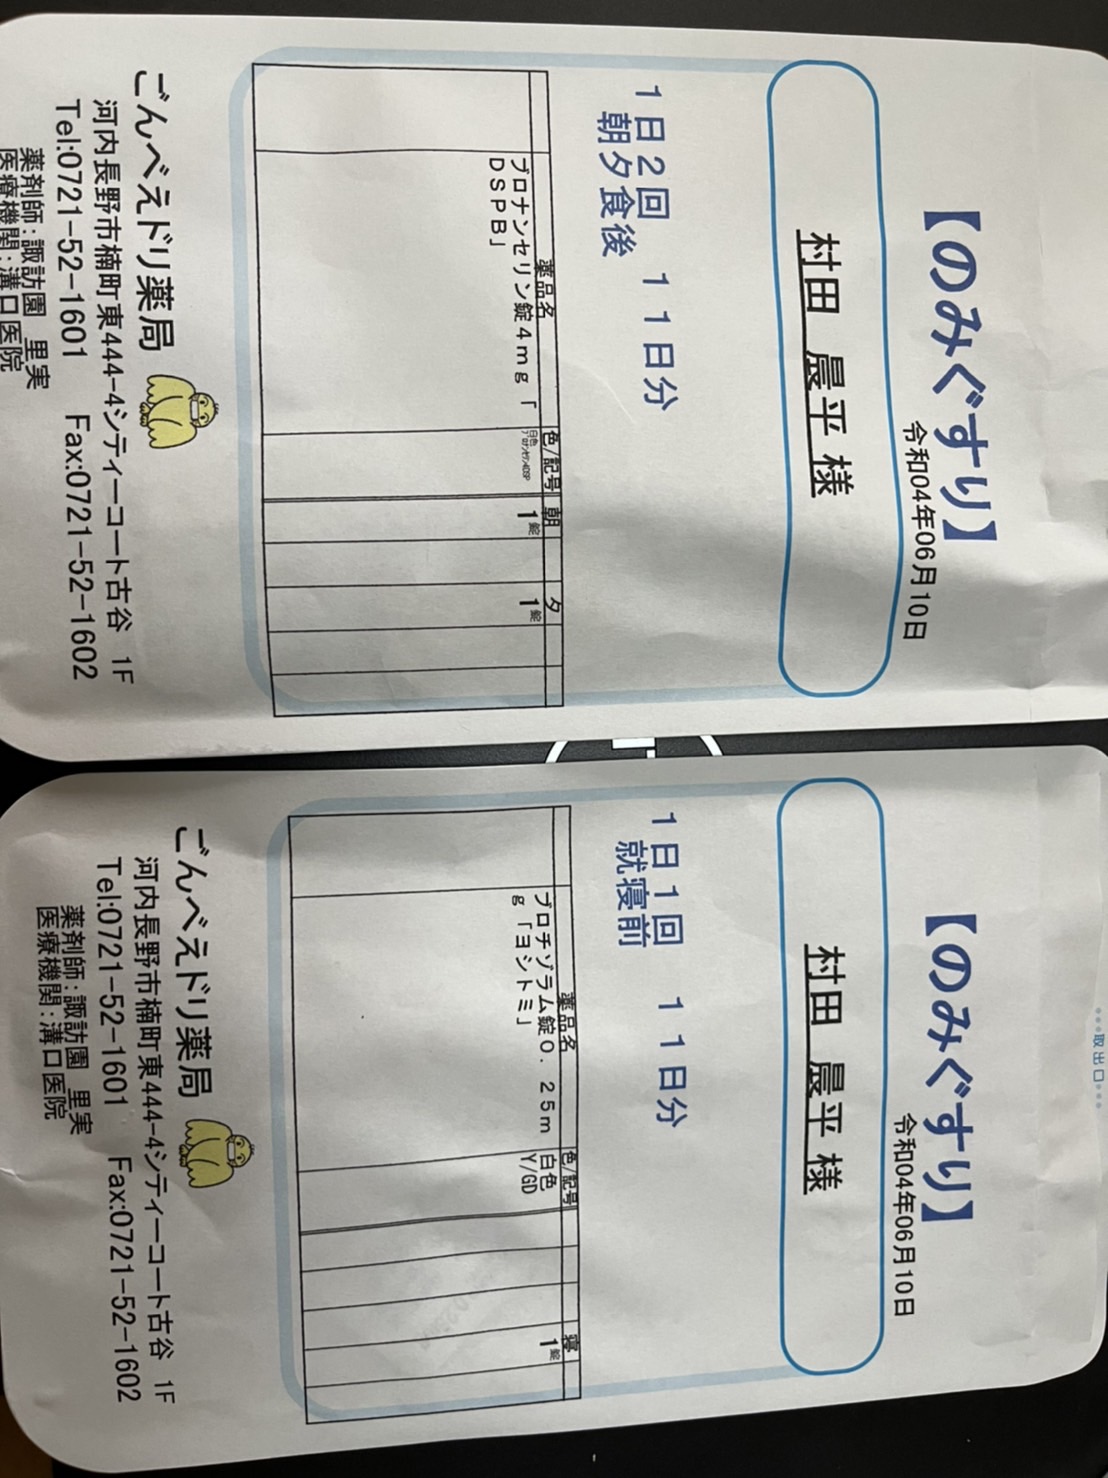 【のみぐすり】
令和04年06月10日
村田 晨平 様
1日2回 11日分
朝夕食後
薬品名 色/記号 朝 夕
ブロナンセリン錠4mg「 白色 1錠 1錠
DSPB」
ごんべえドリ薬局
河内長野市楠町東444-4シティーコート古谷 1F
Tel:0721-52-1601 Fax:0721-52-1602
薬剤師:諏訪園 里実
医療機関:溝口医院
•••取出口•••
【のみぐすり】
令和04年06月10日
村田 晨平 様
1日1回 11日分
就寝前
薬品名 色/記号 寝
ブロチゾラム錠0.25m 白色 1錠
g「ヨシトミ」 Y/GD
ごんべえドリ薬局
河内長野市楠町東444-4シティーコート古谷 1F
Tel:0721-52-1601 Fax:0721-52-1602
薬剤師:諏訪園 里実
医療機関:溝口医院